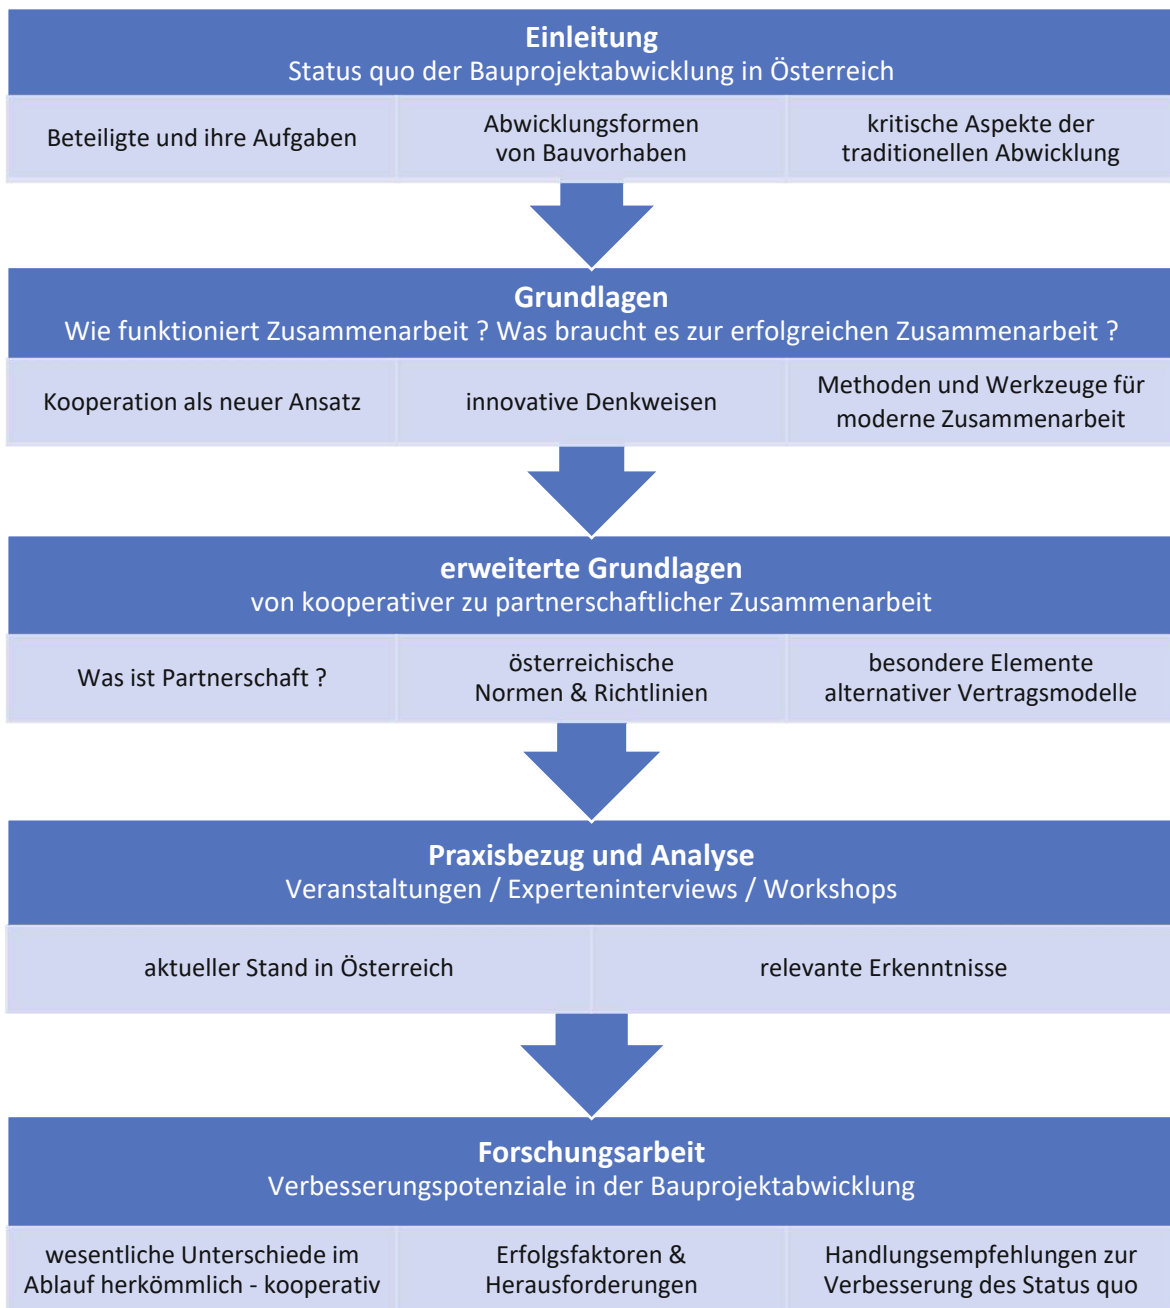 Einleitung
Status quo der Bauprojektabwicklung in Österreich
Beteiligte und ihre Aufgaben
Abwicklungsformen
von Bauvorhaben
kritische Aspekte der
traditionellen Abwicklung
Grundlagen
Wie funktioniert Zusammenarbeit ? Was braucht es zur erfolgreichen Zusammenarbeit ?
Kooperation als neuer Ansatz
innovative Denkweisen
Methoden und Werkzeuge für
moderne Zusammenarbeit
erweiterte Grundlagen
von kooperativer zu partnerschaftlicher Zusammenarbeit
Was ist Partnerschaft ?
österreichische
Normen & Richtlinien
besondere Elemente
alternativer Vertragsmodelle
Praxisbezug und Analyse
Veranstaltungen / Experteninterviews / Workshops
aktueller Stand in Österreich
relevante Erkenntnisse
Forschungsarbeit
Verbesserungspotenziale in der Bauprojektabwicklung
wesentliche Unterschiede im
Ablauf herkömmlich - kooperativ
Erfolgsfaktoren &
Herausforderungen
Handlungsempfehlungen zur
Verbesserung des Status quo